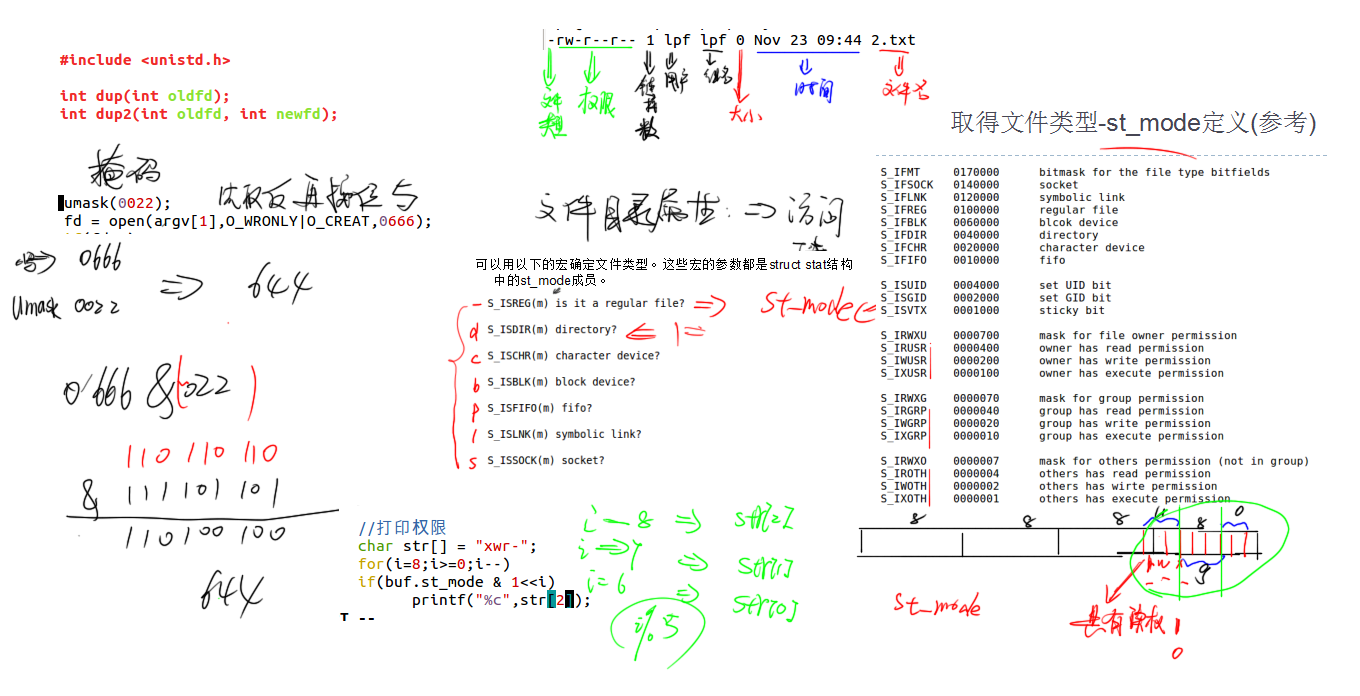 #include <unistd.h>
int dup(int oldfd);
int dup2(int oldfd, int newfd);
掩码
先取反再按位与
umask(0022);
fd = open(argv[1],O_WRONLY|O_CREAT,0666);
0666
⇒ 644
Umask 0022
0666 &(~022)
110 110 110
& 111 101 101
110 100 100
644
-rw-r--r-- 1 lpf lpf 0 Nov 23 09:44 2.txt
文件类型
权限
链接数
用户
组名
大小
时间
文件名
文件目录属性: ⇒ 访问
可以用以下的宏确定文件类型。这些宏的参数都是struct stat结构
中的st_mode成员。
- S_ISREG(m) is it a regular file? ⇒ St_mode ⇐
d S_ISDIR(m) directory? ⇐ 1 =
c S_ISCHR(m) character device?
b S_ISBLK(m) block device?
p S_ISFIFO(m) fifo?
l S_ISLNK(m) symbolic link?
s S_ISSOCK(m) socket?
//打印权限
char str[] = "xwr-";
for(i=8;i>=0;i--)
if(buf.st_mode & 1<<i)
printf("%c",str[2]);
--
i=8 ⇒ str[2]
i ⇒ 7 ⇒ str[1]
i=6 ⇒ str[0]
取得文件类型-st_mode定义(参考)
S_IFMT 0170000 bitmask for the file type bitfields
S_IFSOCK 0140000 socket
S_IFLNK 0120000 symbolic link
S_IFREG 0100000 regular file
S_IFBLK 0060000 blcok device
S_IFDIR 0040000 directory
S_IFCHR 0020000 character device
S_IFIFO 0010000 fifo
S_ISUID 0004000 set UID bit
S_ISGID 0002000 set GID bit
S_ISVTX 0001000 sticky bit
S_IRWXU 0000700 mask for file owner permission
S_IRUSR 0000400 owner has read permission
S_IWUSR 0000200 owner has write permission
S_IXUSR 0000100 owner has execute permission
S_IRWXG 0000070 mask for group permission
S_IRGRP 0000040 group has read permission
S_IWGRP 0000020 group has write permission
S_IXGRP 0000010 group has execute permission
S_IRWXO 0000007 mask for others permission (not in group)
S_IROTH 0000004 others has read permission
S_IWOTH 0000002 others has wirte permission
S_IXOTH 0000001 others has execute permission
8 8 8 u 8 o
g
St_mode
具有读权 1
0